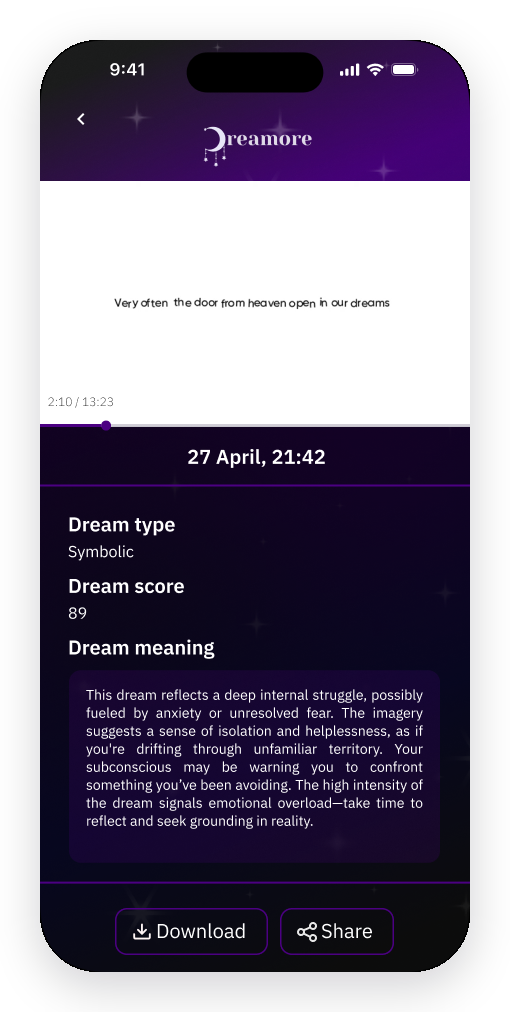 9:41
Dreamore
Very often the door from heaven open in our dreams
2:10 / 13:23
27 April, 21:42
Dream type
Symbolic
Dream score
89
Dream meaning
This dream reflects a deep internal struggle, possibly
fueled by anxiety or unresolved fear. The imagery
suggests a sense of isolation and helplessness, as if
you're drifting through unfamiliar territory. Your
subconscious may be warning you to confront
something you’ve been avoiding. The high intensity of
the dream signals emotional overload—take time to
reflect and seek grounding in reality.
Download
Share